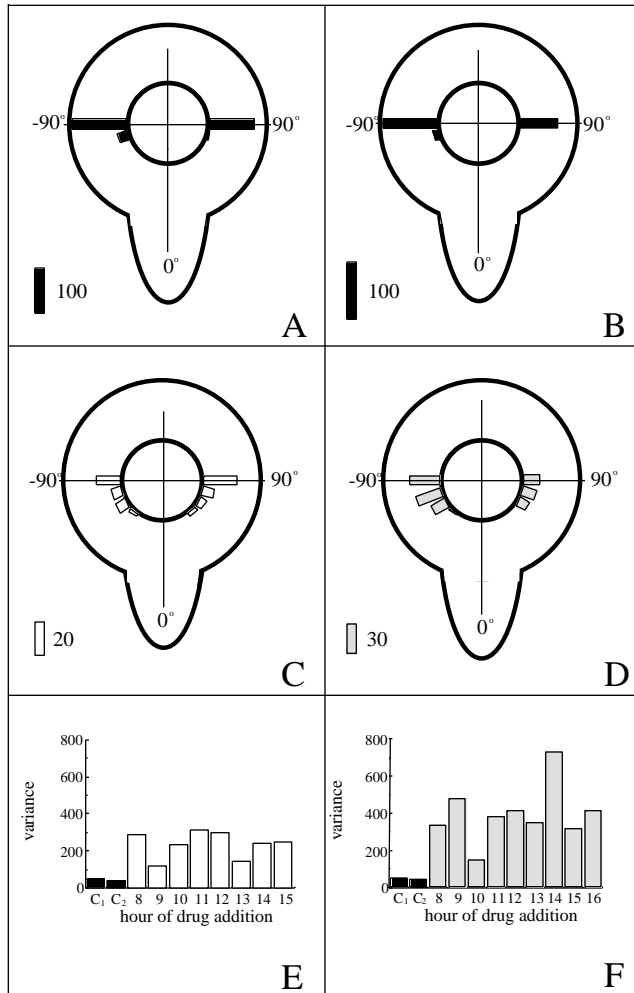 -90° 90°
0°
100
A
-90° 90°
0°
100
B
-90° 90°
0°
20
C
-90° 90°
0°
30
D
800
600
400
200
0
variance
C₁ C₂ 8 9 10 11 12 13 14 15
hour of drug addition
E
800
600
400
200
0
variance
C₁ C₂ 8 9 10 11 12 13 14 15 16
hour of drug addition
F